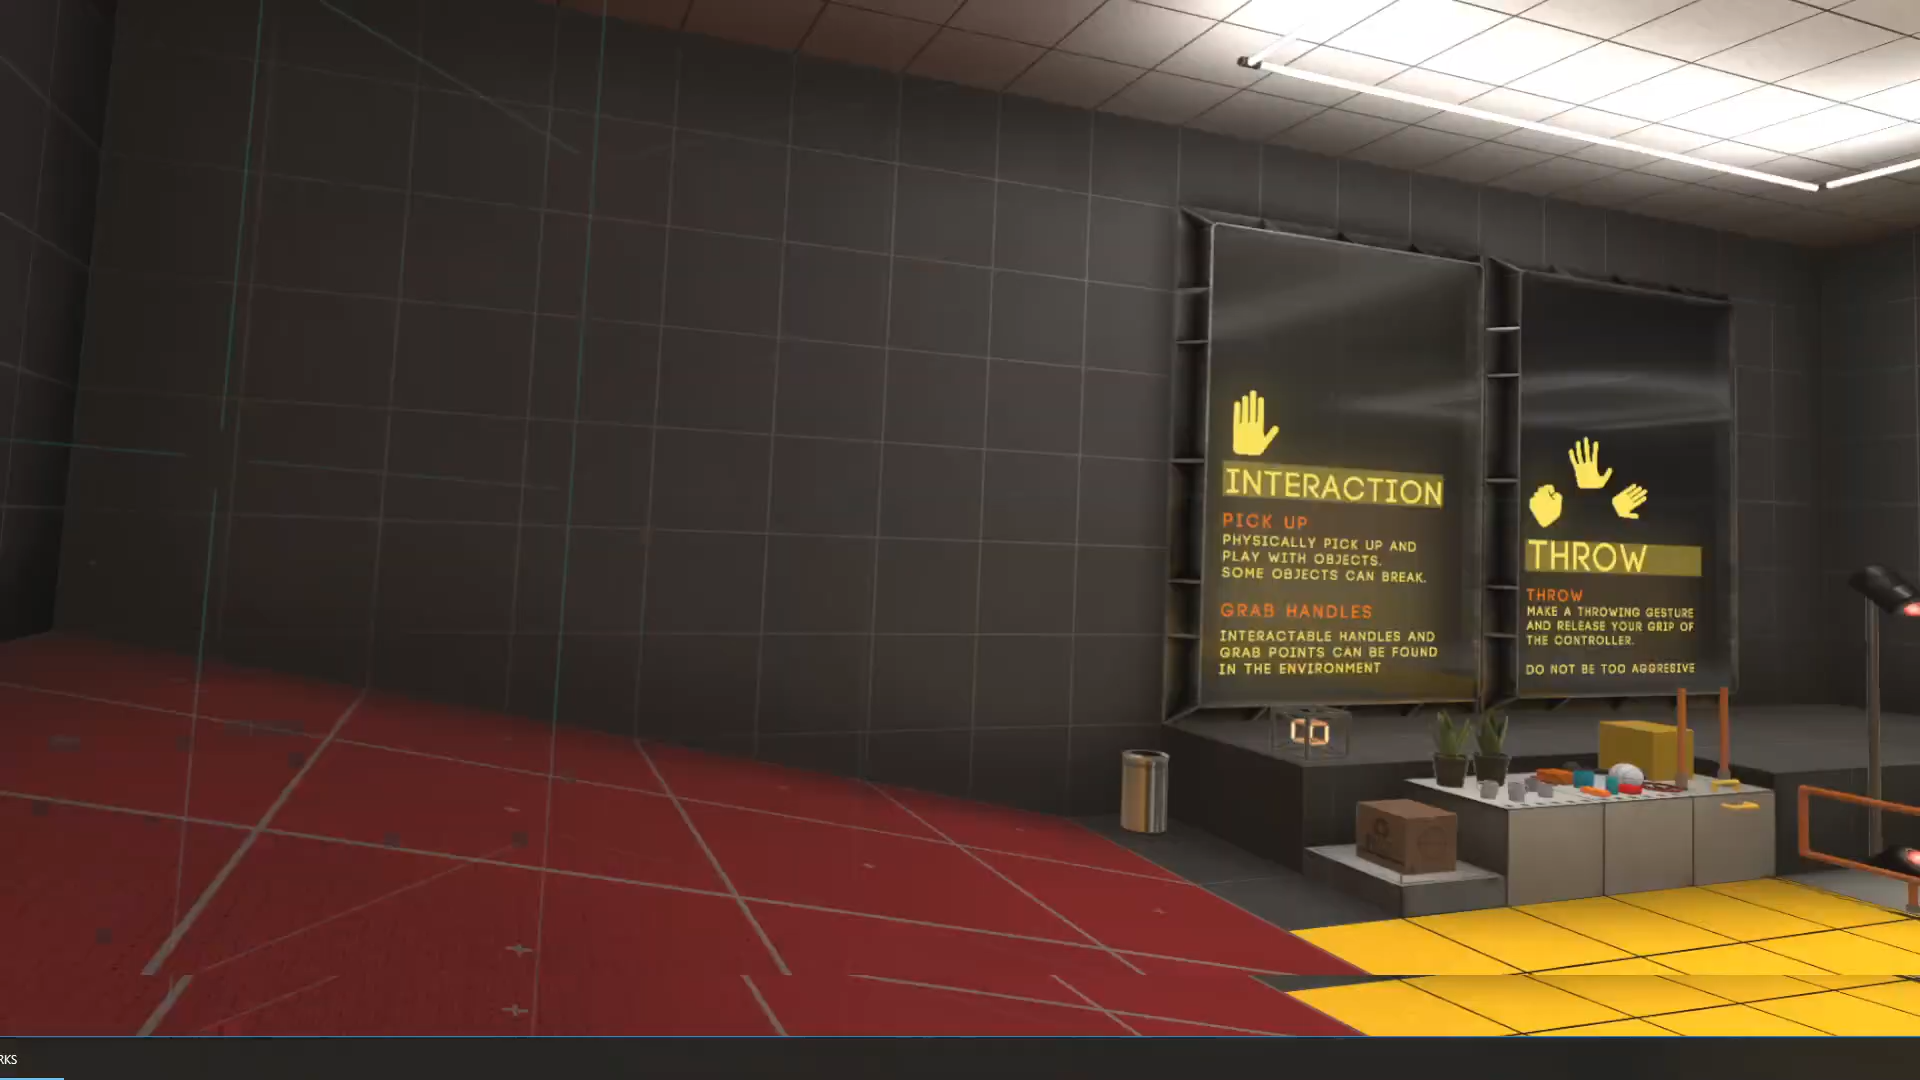 INTERACTION
PICK UP
PHYSICALLY PICK UP AND
PLAY WITH OBJECTS.
SOME OBJECTS CAN BREAK.
GRAB HANDLES
INTERACTABLE HANDLES AND
GRAB POINTS CAN BE FOUND
IN THE ENVIRONMENT
THROW
THROW
MAKE A THROWING GESTURE
AND RELEASE YOUR GRIP OF
THE CONTROLLER.
DO NOT BE TOO AGGRESIVE
RKS